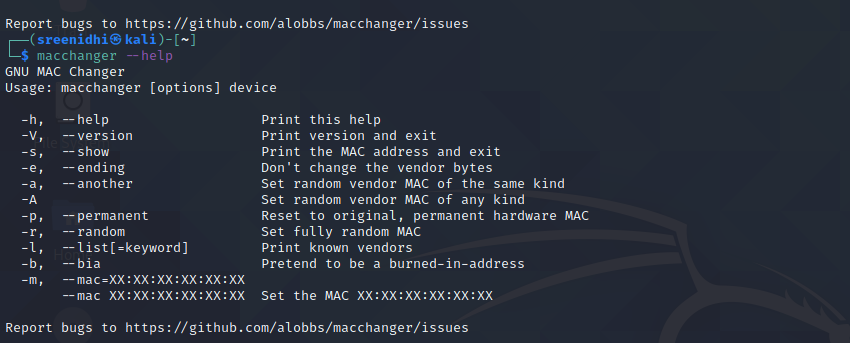 Report bugs to https://github.com/alobbs/macchanger/issues
┌──(sreenidhi㉿kali)-[~]
└─$ macchanger --help
GNU MAC Changer
Usage: macchanger [options] device

  -h,  --help                   Print this help
  -V,  --version                Print version and exit
  -s,  --show                   Print the MAC address and exit
  -e,  --ending                 Don't change the vendor bytes
  -a,  --another                Set random vendor MAC of the same kind
  -A                            Set random vendor MAC of any kind
  -p,  --permanent              Reset to original, permanent hardware MAC
  -r,  --random                 Set fully random MAC
  -l,  --list[=keyword]         Print known vendors
  -b,  --bia                    Pretend to be a burned-in-address
  -m,  --mac=XX:XX:XX:XX:XX:XX
       --mac XX:XX:XX:XX:XX:XX  Set the MAC XX:XX:XX:XX:XX:XX

Report bugs to https://github.com/alobbs/macchanger/issues